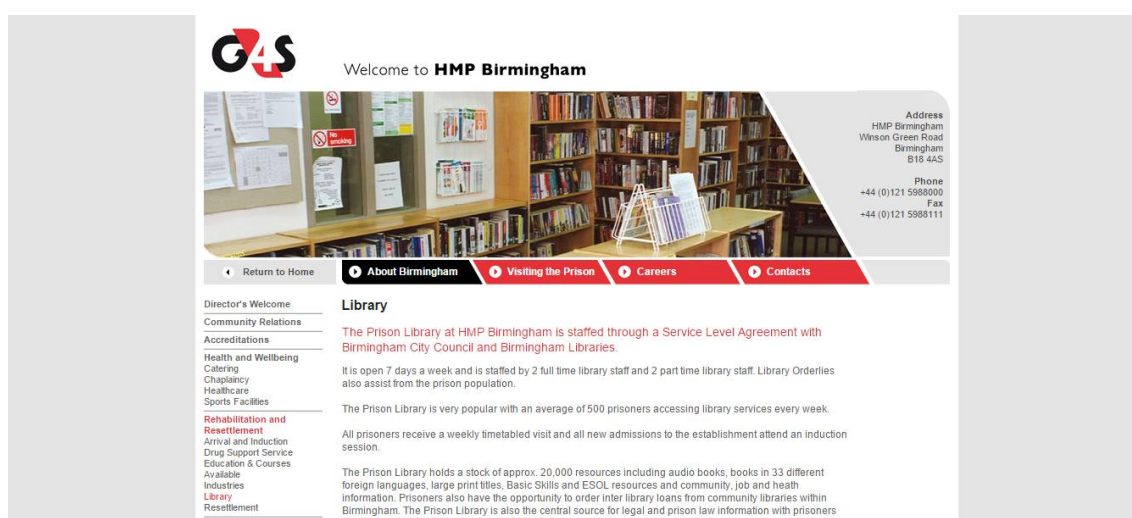 G4S
Welcome to HMP Birmingham
No
smoking
Address
HMP Birmingham
Winson Green Road
Birmingham
B18 4AS
Phone
+44 (0)121 5988000
Fax
+44 (0)121 5988111
Return to Home
About Birmingham
Visiting the Prison
Careers
Contacts
Director's Welcome
Community Relations
Accreditations
Health and Wellbeing
Catering
Chaplaincy
Healthcare
Sports Facilities
Rehabilitation and
Resettlement
Arrival and Induction
Drug Support Service
Education & Courses
Available
Industries
Library
Resettlement
Library
The Prison Library at HMP Birmingham is staffed through a Service Level Agreement with
Birmingham City Council and Birmingham Libraries.
It is open 7 days a week and is staffed by 2 full time library staff and 2 part time library staff. Library Orderlies
also assist from the prison population.
The Prison Library is very popular with an average of 500 prisoners accessing library services every week.
All prisoners receive a weekly timetabled visit and all new admissions to the establishment attend an induction
session.
The Prison Library holds a stock of approx. 20,000 resources including audio books, books in 33 different
foreign languages, large print titles, Basic Skills and ESOL resources and community, job and heath
information. Prisoners also have the opportunity to order inter library loans from community libraries within
Birmingham. The Prison Library is also the central source for legal and prison law information with prisoners